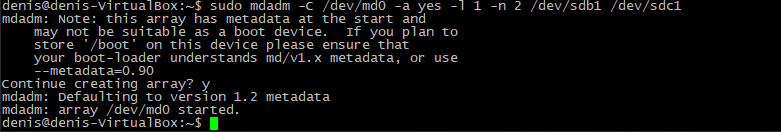 denis@denis-VirtualBox:~$ sudo mdadm -C /dev/md0 -a yes -l 1 -n 2 /dev/sdb1 /dev/sdc1
mdadm: Note: this array has metadata at the start and
    may not be suitable as a boot device.  If you plan to
    store '/boot' on this device please ensure that
    your boot-loader understands md/v1.x metadata, or use
    --metadata=0.90
Continue creating array? y
mdadm: Defaulting to version 1.2 metadata
mdadm: array /dev/md0 started.
denis@denis-VirtualBox:~$